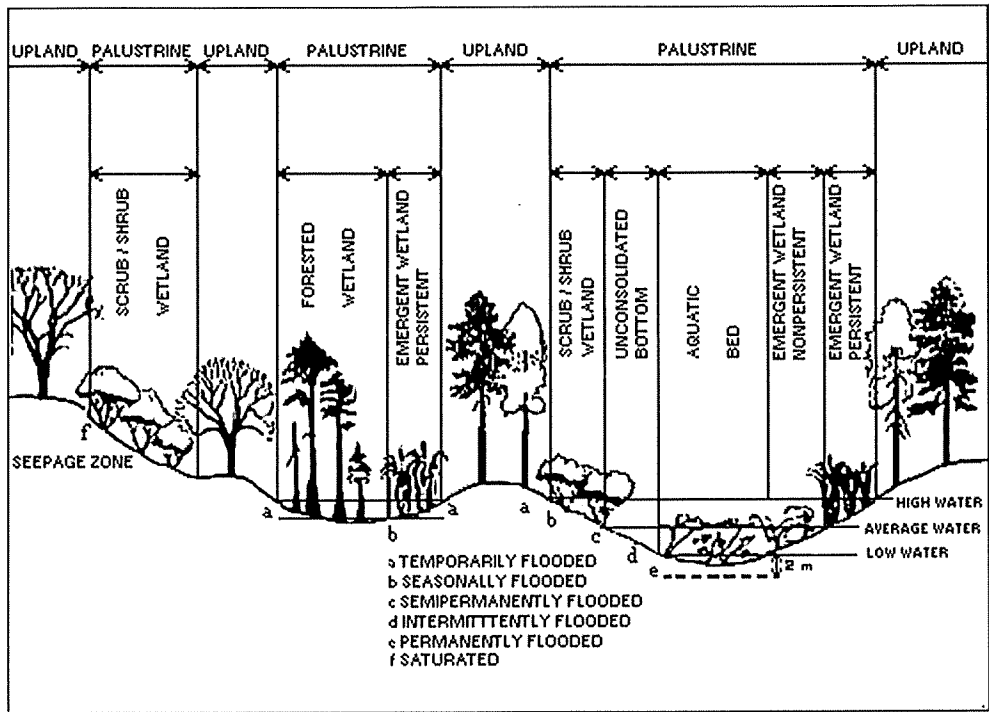 UPLAND PALUSTRINE UPLAND PALUSTRINE UPLAND PALUSTRINE UPLAND
SCRUB / SHRUB
WETLAND
FORESTED
WETLAND
EMERGENT WETLAND
PERSISTENT
SCRUB / SHRUB
WETLAND
UNCONSOLIDATED
BOTTOM
AQUATIC
BED
EMERGENT WETLAND
NONPERSISTENT
EMERGENT WETLAND
PERSISTENT
f
SEEPAGE ZONE
a
b
a
a
b
c
d
e
HIGH WATER
AVERAGE WATER
LOW WATER
2 m
a TEMPORARILY FLOODED
b SEASONALLY FLOODED
c SEMIPERMANENTLY FLOODED
d INTERMITTTENTLY FLOODED
e PERMANENTLY FLOODED
f SATURATED